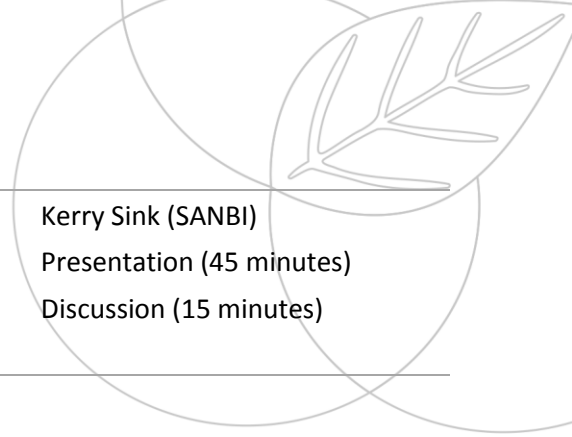 Kerry Sink (SANBI)
Presentation (45 minutes)
Discussion (15 minutes)